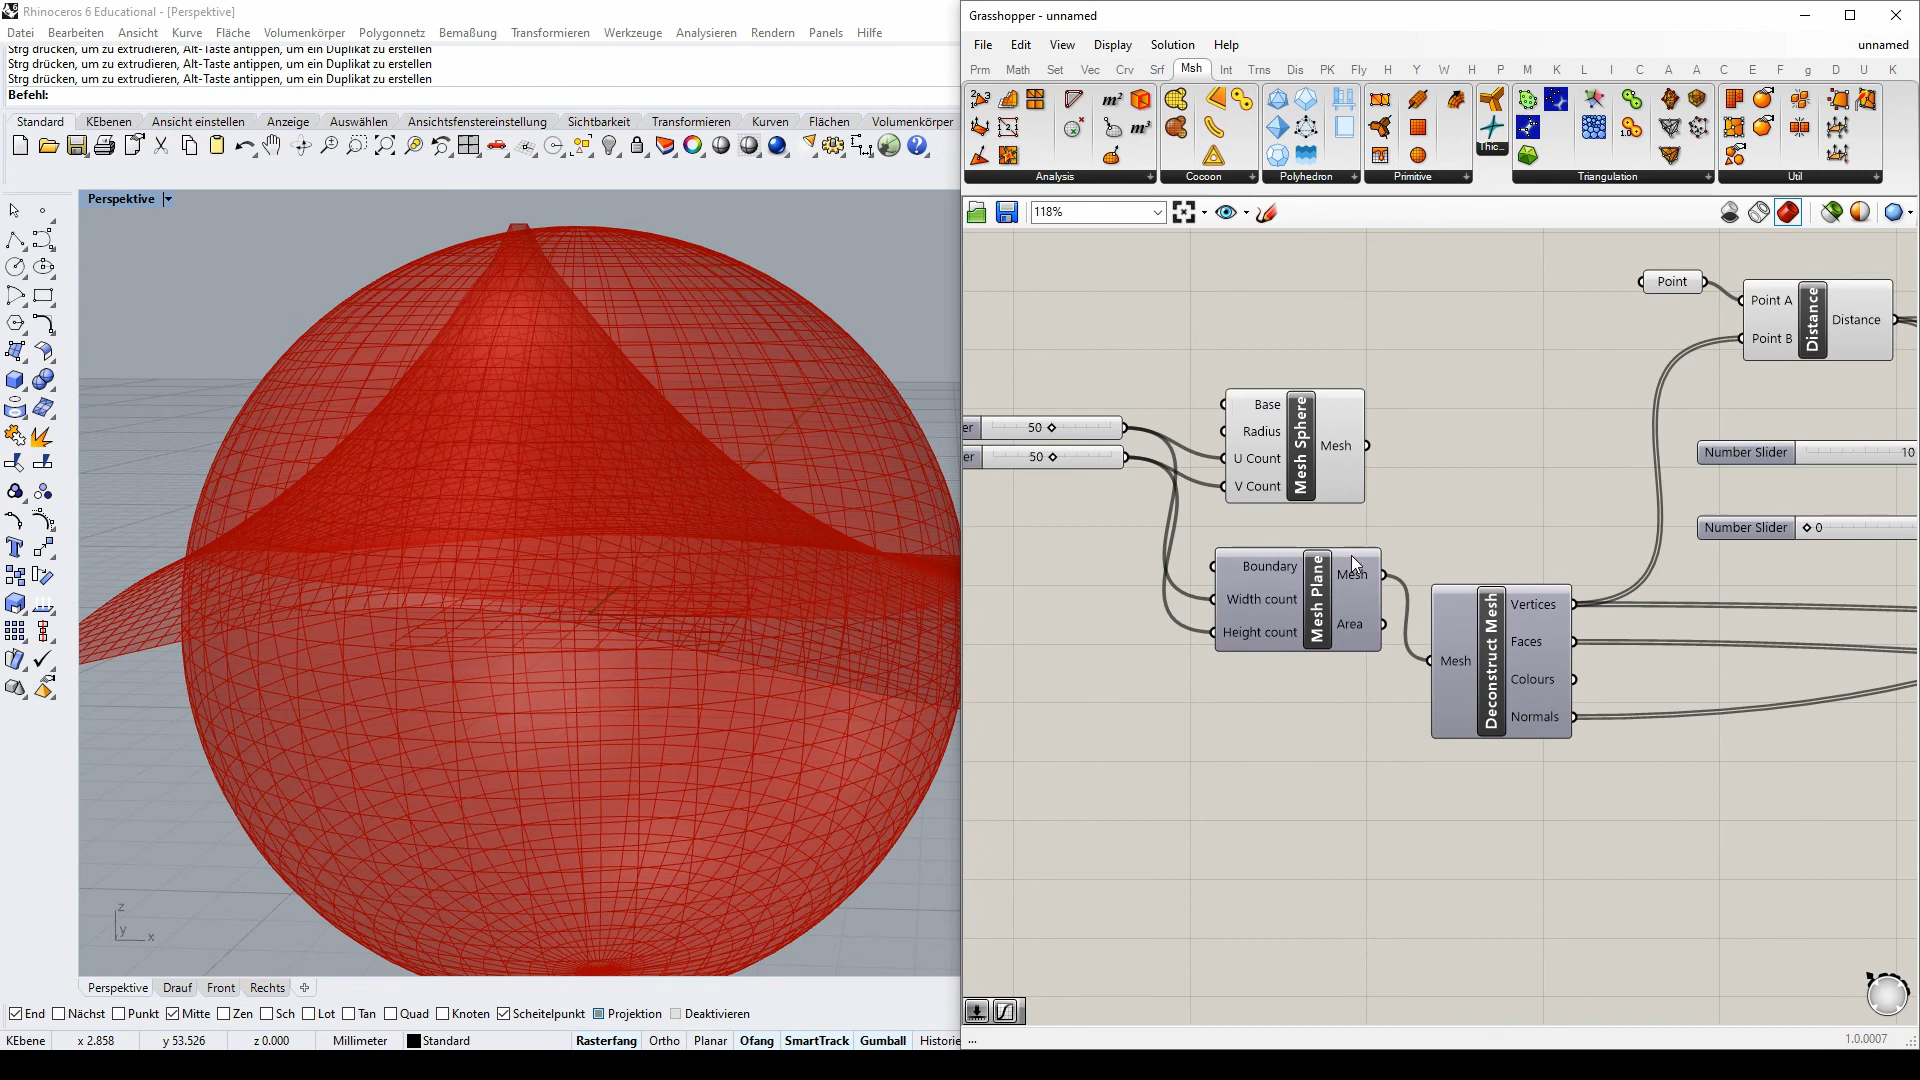 Rhinoceros 6 Educational - [Perspektive]
Datei Bearbeiten Ansicht Kurve Fläche Volumenkörper Polygonnetz Bemaßung Transformieren Werkzeuge Analysieren Rendern Panels Hilfe
Strg drücken, um zu extrudieren, Alt-Taste antippen, um ein Duplikat zu erstellen
Strg drücken, um zu extrudieren, Alt-Taste antippen, um ein Duplikat zu erstellen
Strg drücken, um zu extrudieren, Alt-Taste antippen, um ein Duplikat zu erstellen
Befehl:
Standard KEbenen Ansicht einstellen Anzeige Auswählen Ansichtsfenstereinstellung Sichtbarkeit Transformieren Kurven Flächen Volumenkörper
Perspektive
z
y x
Perspektive Drauf Front Rechts
End Nächst Punkt Mitte Zen Sch Lot Tan Quad Knoten Scheitelpunkt Projektion Deaktivieren
KEbene x 2.858 y 53.526 z 0.000 Millimeter Standard Rasterfang Ortho Planar Ofang SmartTrack Gumball Historie
Grasshopper - unnamed
File Edit View Display Solution Help unnamed
Prm Math Set Vec Crv Srf Msh Int Trns Dis PK Fly H Y W H P M K L I C A A C E F g D U K
Thic...
Analysis Cocoon Polyhedron Primitive Triangulation Util
118%
Point
Point A
Point B
Distance
Distance
er 50
er 50
Base
Radius
U Count
V Count
Mesh Sphere
Mesh
Number Slider 10
Number Slider 0
Boundary
Width count
Height count
Mesh Plane
Mesh
Area
Mesh
Deconstruct Mesh
Vertices
Faces
Colours
Normals
... 1.0.0007